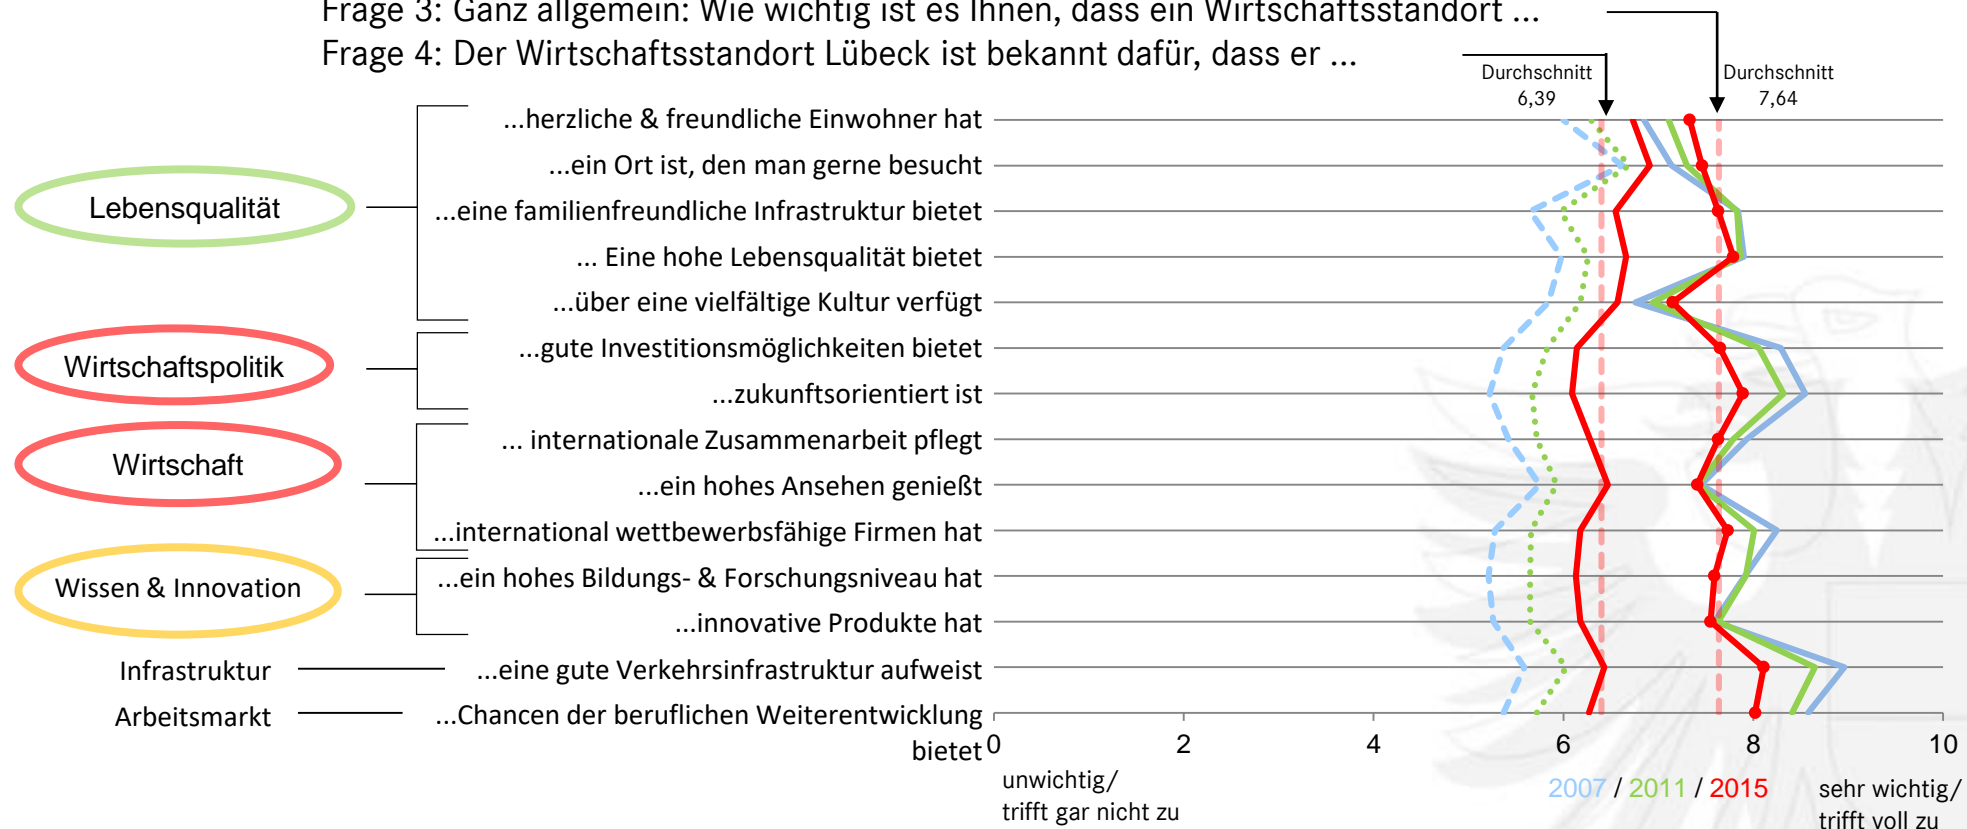 Frage 3: Ganz allgemein: Wie wichtig ist es Ihnen, dass ein Wirtschaftsstandort ...
Frage 4: Der Wirtschaftsstandort Lübeck ist bekannt dafür, dass er ...
Durchschnitt
6,39
Durchschnitt
7,64
Lebensqualität
Wirtschaftspolitik
Wirtschaft
Wissen & Innovation
Infrastruktur
Arbeitsmarkt
...herzliche & freundliche Einwohner hat
...ein Ort ist, den man gerne besucht
...eine familienfreundliche Infrastruktur bietet
... Eine hohe Lebensqualität bietet
...über eine vielfältige Kultur verfügt
...gute Investitionsmöglichkeiten bietet
...zukunftsorientiert ist
... internationale Zusammenarbeit pflegt
...ein hohes Ansehen genießt
...international wettbewerbsfähige Firmen hat
...ein hohes Bildungs- & Forschungsniveau hat
...innovative Produkte hat
...eine gute Verkehrsinfrastruktur aufweist
...Chancen der beruflichen Weiterentwicklung
bietet
0 2 4 6 8 10
unwichtig/
trifft gar nicht zu
2007 / 2011 / 2015
sehr wichtig/
trifft voll zu